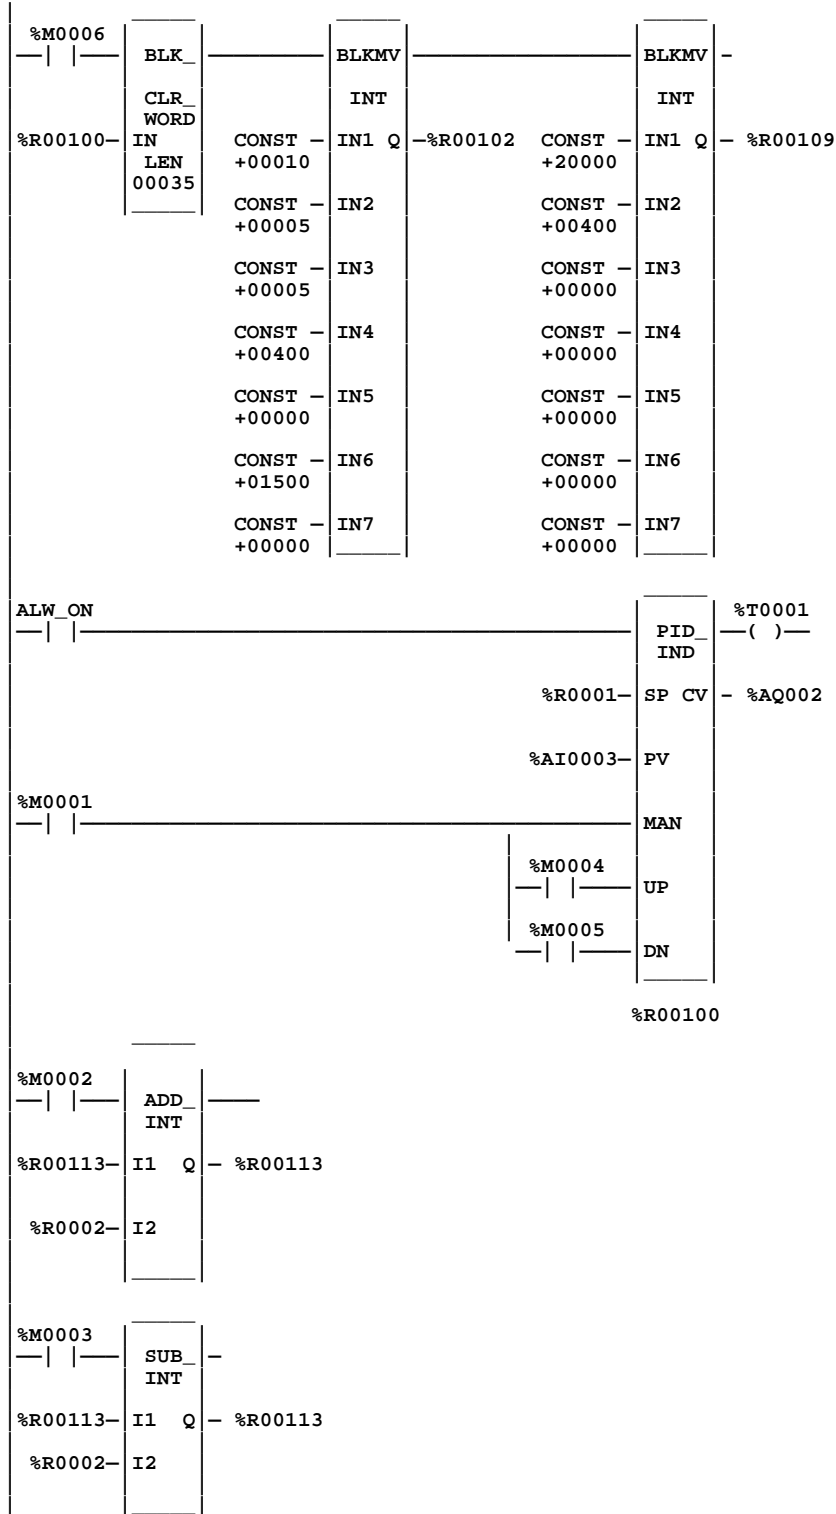 %M0006
BLK_ BLKMV BLKMV
CLR_ INT INT
WORD
%R00100 IN CONST IN1 Q %R00102 CONST IN1 Q %R00109
LEN +00010 +20000
00035
CONST IN2 CONST IN2
+00005 +00400
CONST IN3 CONST IN3
+00005 +00000
CONST IN4 CONST IN4
+00400 +00000
CONST IN5 CONST IN5
+00000 +00000
CONST IN6 CONST IN6
+01500 +00000
CONST IN7 CONST IN7
+00000 +00000
ALW_ON %T0001
PID_ ( )
IND
%R0001 SP CV %AQ002
%AI0003 PV
%M0001
MAN
%M0004
UP
%M0005
DN
%R00100
%M0002
ADD_
INT
%R00113 I1 Q %R00113
%R0002 I2
%M0003
SUB_
INT
%R00113 I1 Q %R00113
%R0002 I2